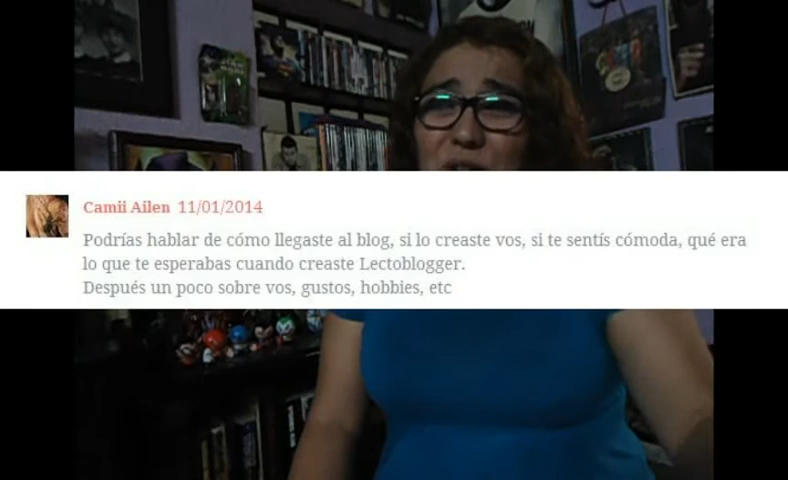 Camii Ailen 11/01/2014
Podrías hablar de cómo llegaste al blog, si lo creaste vos, si te sentís cómoda, qué era
lo que te esperabas cuando creaste Lectoblogger.
Después un poco sobre vos, gustos, hobbies, etc